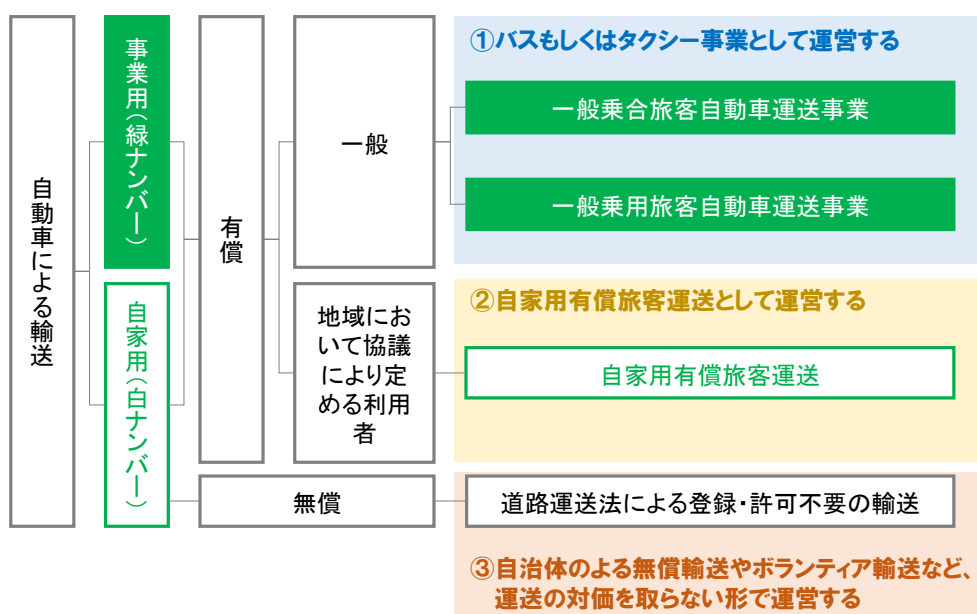 自動車による輸送
事業用(緑ナンバー)
自家用(白ナンバー)
有償
無償
一般
地域にお
いて協議
により定
める利用
者
①バスもしくはタクシー事業として運営する
一般乗合旅客自動車運送事業
一般乗用旅客自動車運送事業
②自家用有償旅客運送として運営する
自家用有償旅客運送
道路運送法による登録・許可不要の輸送
③自治体のよる無償輸送やボランティア輸送など、
運送の対価を取らない形で運営する